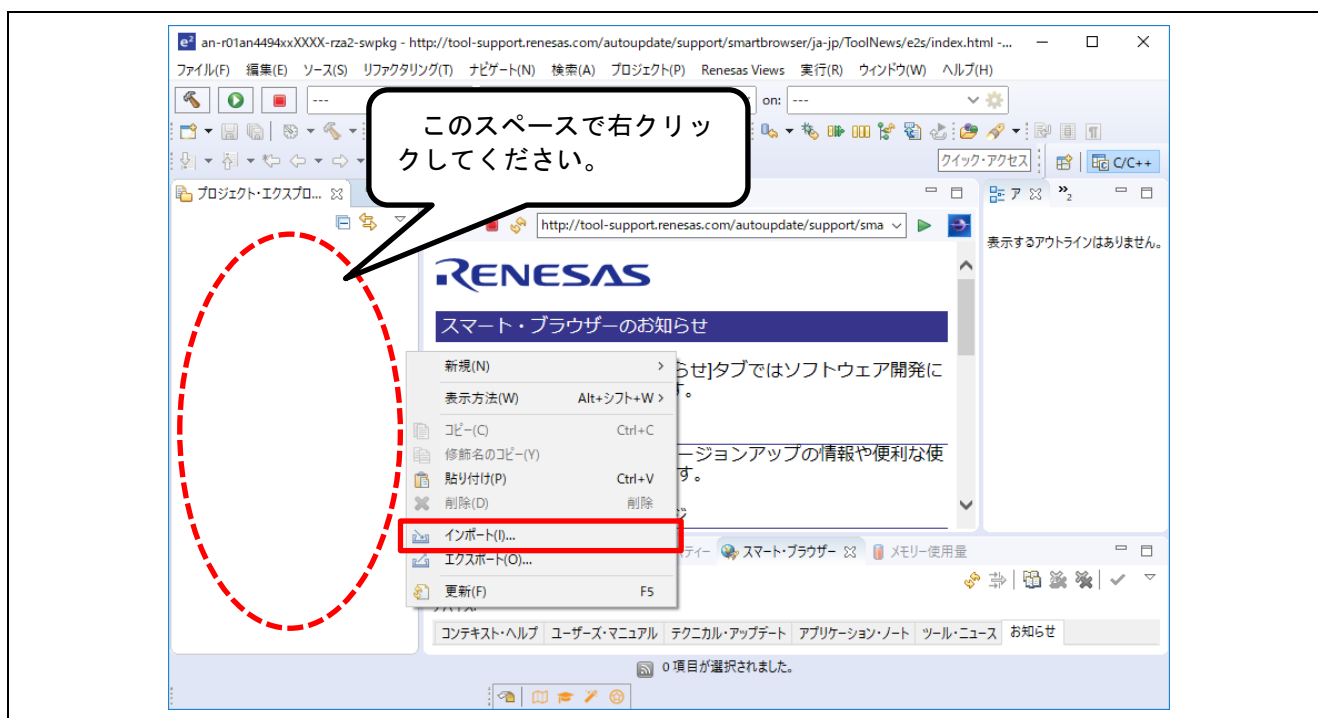 an-r01an4494xxXXXX-rza2-swpkg - http://tool-support.renesas.com/autoupdate/support/smartbrowser/ja-jp/ToolNews/e2s/index.html -...
ファイル(F) 編集(E) ソース(S) リファクタリング(T) ナビゲート(N) 検索(A) プロジェクト(P) Renesas Views 実行(R) ウィンドウ(W) ヘルプ(H)
--- on: ---
このスペースで右クリッ
クしてください。
クイック・アクセス C/C++
プロジェクト・エクスプロ... ア 2
http://tool-support.renesas.com/autoupdate/support/sma
表示するアウトラインはありません。
RENESAS
スマート・ブラウザーのお知らせ
らせ]タブではソフトウェア開発に
す。
ージョンアップの情報や便利な使
す。
新規(N) >
表示方法(W) Alt+シフト+W >
コピー(C) Ctrl+C
修飾名のコピー(Y)
貼り付け(P) Ctrl+V
削除(D) 削除
インポート(I)...
エクスポート(O)...
更新(F) F5
ティー スマート・ブラウザー メモリー使用量
コンテキスト・ヘルプ ユーザーズ・マニュアル テクニカル・アップデート アプリケーション・ノート ツール・ニュース お知らせ
0 項目が選択されました。